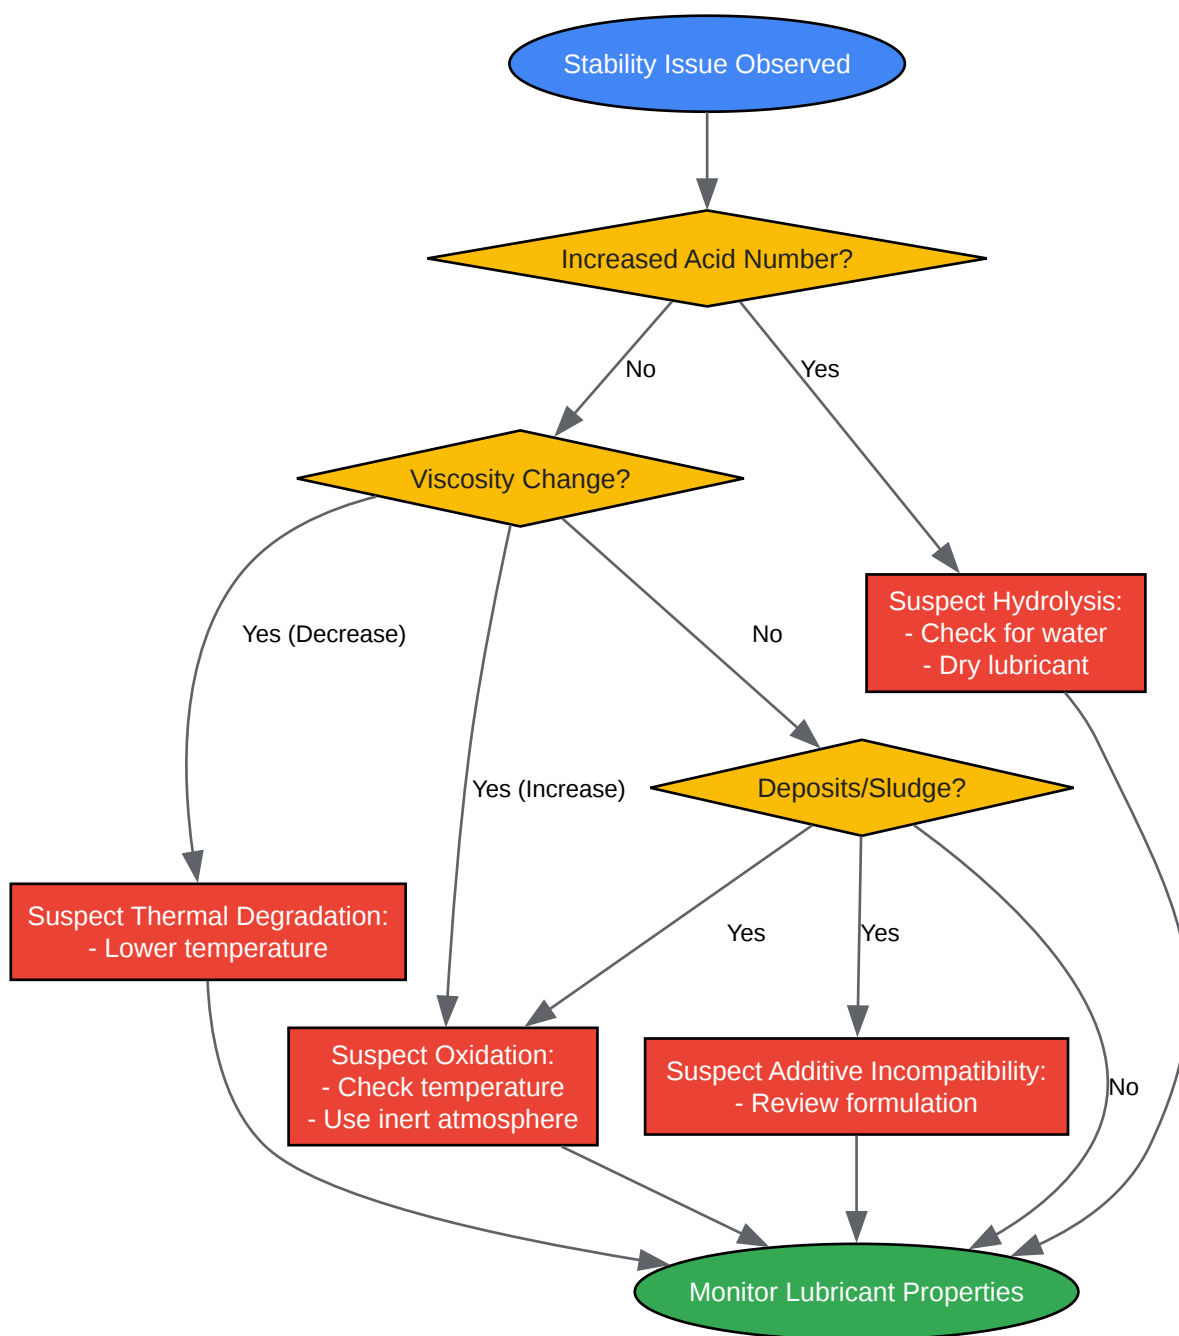 Stability Issue Observed
Increased Acid Number?
No
Yes
Viscosity Change?
Suspect Hydrolysis:
- Check for water
- Dry lubricant
Yes (Decrease)
No
Yes (Increase)
Deposits/Sludge?
Suspect Thermal Degradation:
- Lower temperature
Yes
Yes
Suspect Oxidation:
- Check temperature
- Use inert atmosphere
Suspect Additive Incompatibility:
- Review formulation
No
Monitor Lubricant Properties